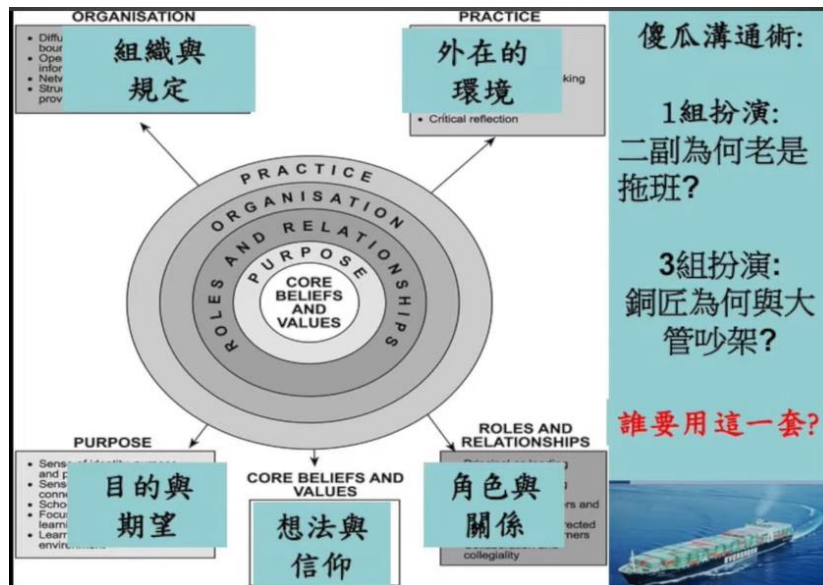 ORGANISATION
組織與
規定
PRACTICE
外在的
環境
Critical reflection
PRACTICE
ORGANISATION
ROLES AND RELATIONSHIPS
PURPOSE
CORE
BELIEFS
AND
VALUES
PURPOSE
目的與
期望
CORE BELIEFS AND
VALUES
想法與
信仰
ROLES AND
RELATIONSHIPS
角色與
關係
collegiality
傻瓜溝通術:
1組扮演:
二副為何老是
拖班?
3組扮演:
銅匠為何與大
管吵架?
誰要用這一套?